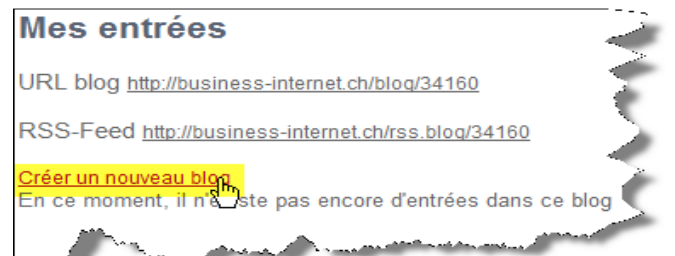 Mes entrées
URL blog http://business-internet.ch/blog/34160
RSS-Feed http://business-internet.ch/rss.blog/34160
Créer un nouveau blog
En ce moment, il n'existe pas encore d'entrées dans ce blog